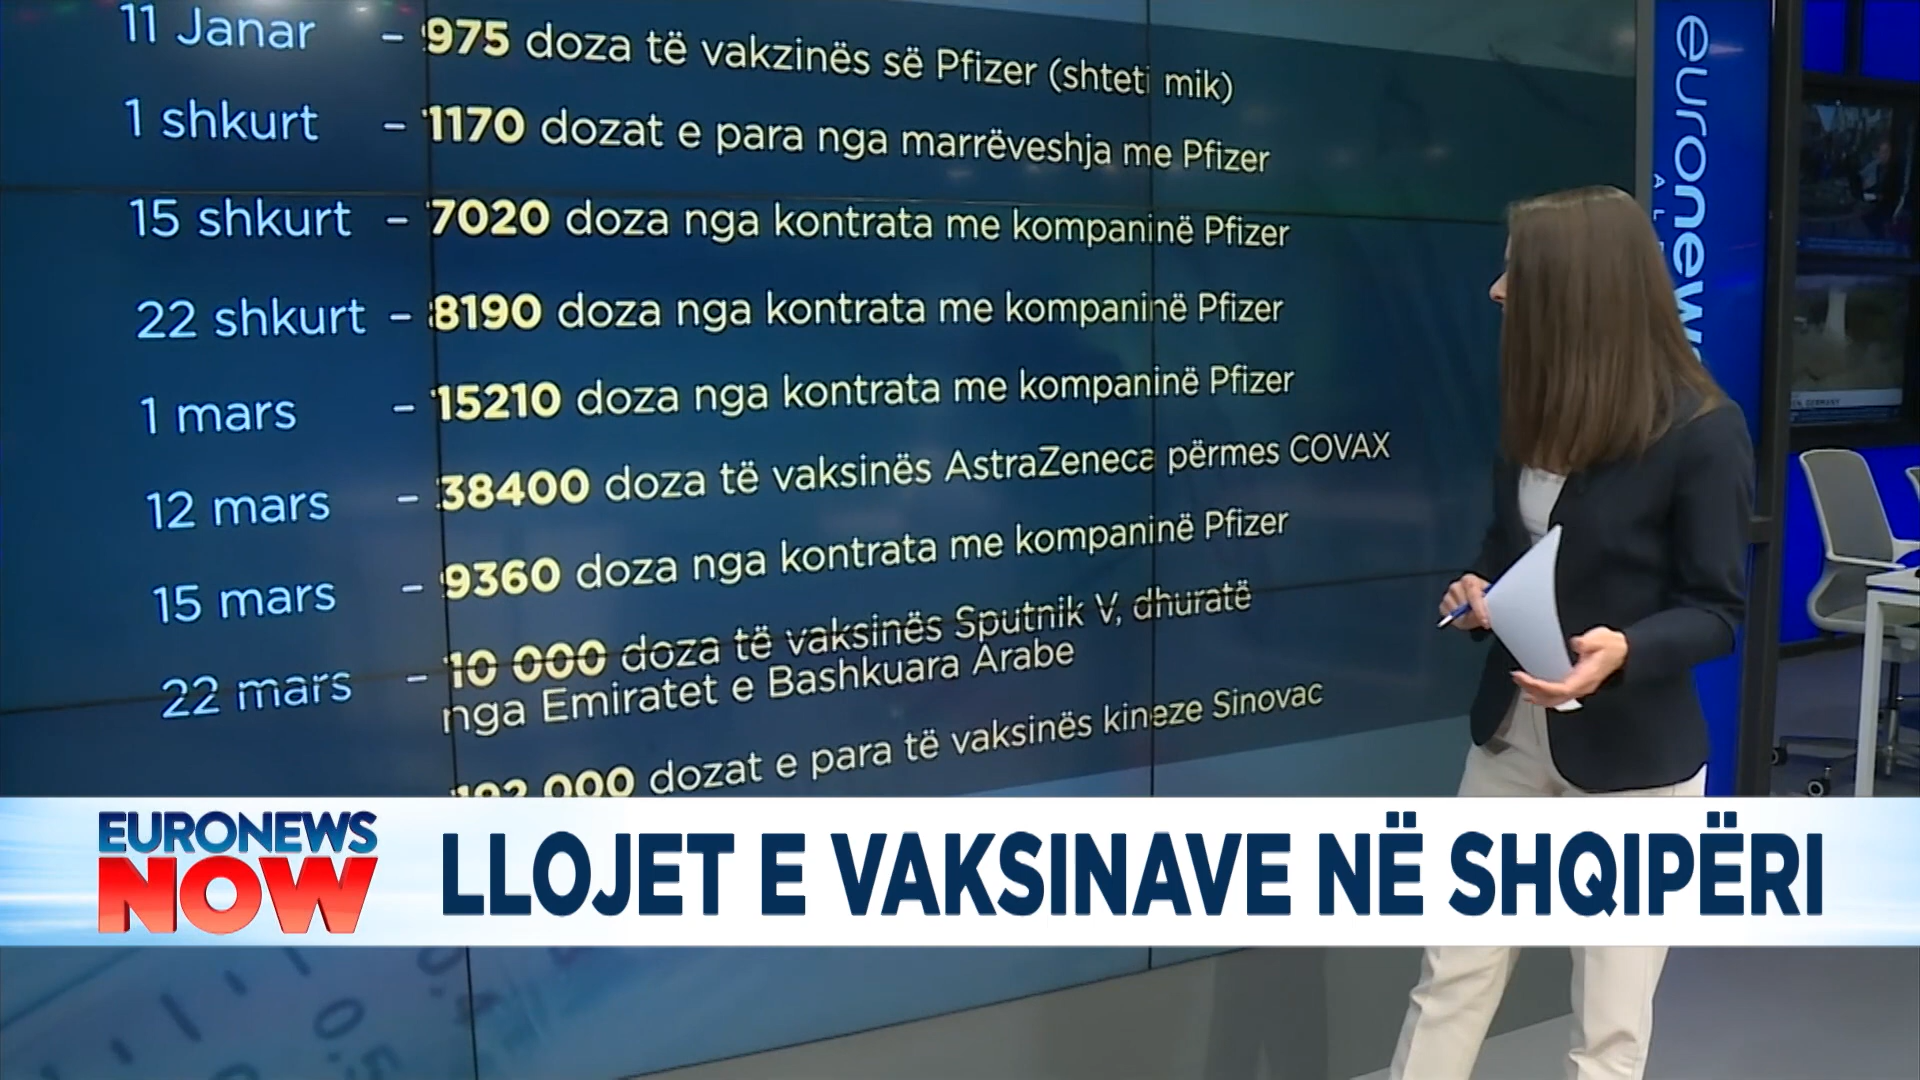 11 Janar - 975 doza të vakzinës së Pfizer (shteti mik)
1 shkurt - 1170 dozat e para nga marrëveshja me Pfizer
15 shkurt - 7020 doza nga kontrata me kompaninë Pfizer
22 shkurt - 8190 doza nga kontrata me kompaninë Pfizer
1 mars - 15210 doza nga kontrata me kompaninë Pfizer
12 mars - 38400 doza të vaksinës AstraZeneca përmes COVAX
15 mars - 9360 doza nga kontrata me kompaninë Pfizer
22 mars - 10 000 doza të vaksinës Sputnik V, dhuratë
nga Emiratet e Bashkuara Arabe
192 000 dozat e para të vaksinës kineze Sinovac
euronews
EURONEWS
NOW
LLOJET E VAKSINAVE NË SHQIPËRI